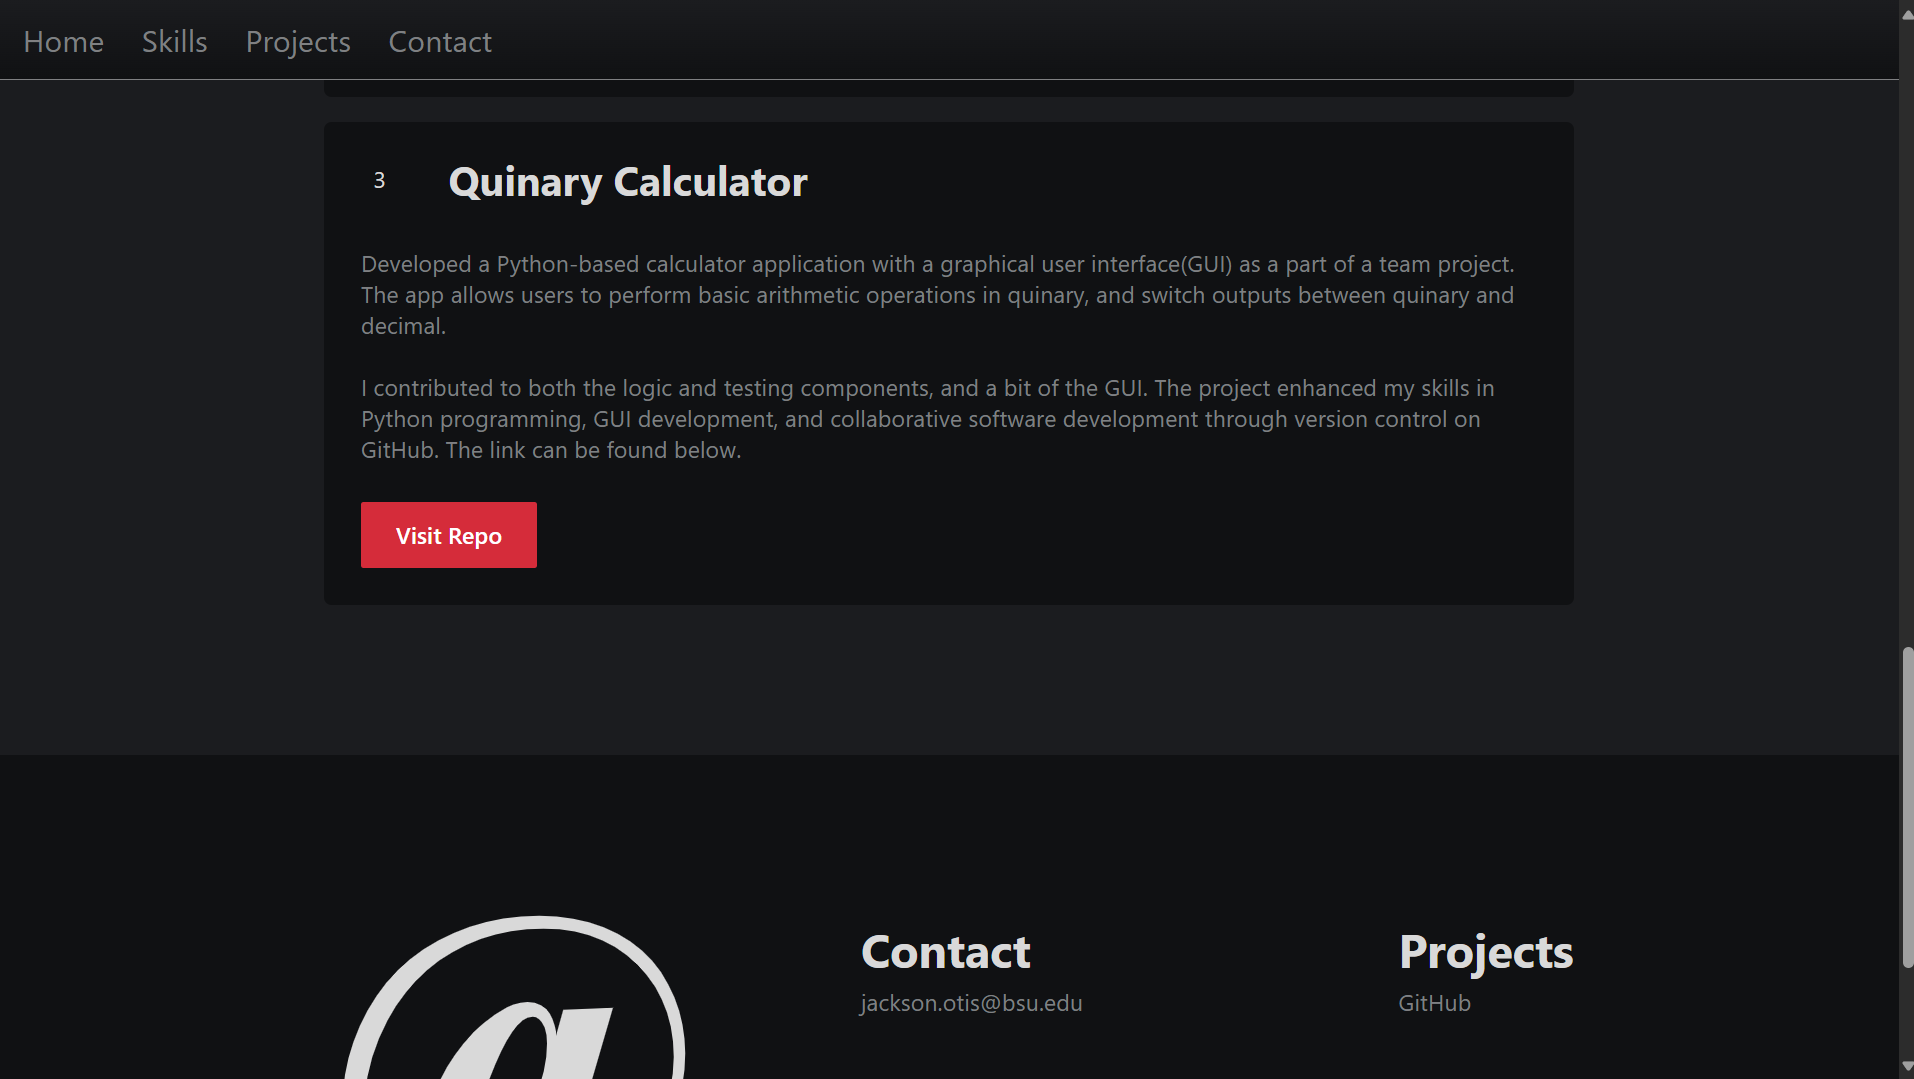 Home Skills Projects Contact
3 Quinary Calculator
Developed a Python-based calculator application with a graphical user interface(GUI) as a part of a team project.
The app allows users to perform basic arithmetic operations in quinary, and switch outputs between quinary and
decimal.
I contributed to both the logic and testing components, and a bit of the GUI. The project enhanced my skills in
Python programming, GUI development, and collaborative software development through version control on
GitHub. The link can be found below.
Visit Repo
@
Contact
jackson.otis@bsu.edu
Projects
GitHub